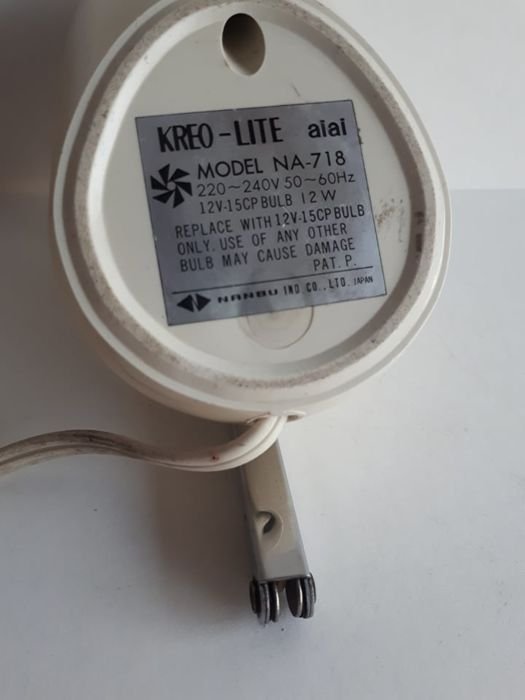 KREO-LITE aiai
MODEL NA-718
220~240V 50~60Hz
12V-15CP BULB 12W
REPLACE WITH 12V-15CP BULB
ONLY. USE OF ANY OTHER
BULB MAY CAUSE DAMAGE
PAT. P.
NANBU IND CO., LTD. JAPAN